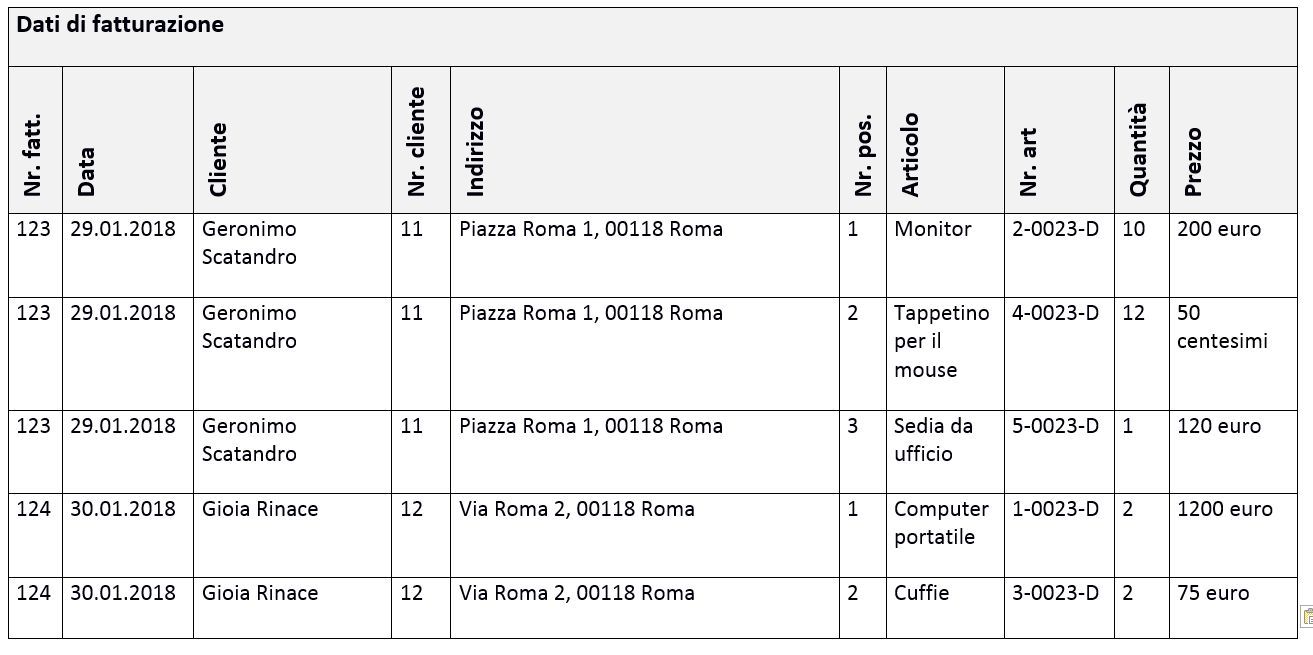 Dati di fatturazione
Nr. fatt. Data Cliente Nr. cliente Indirizzo Nr. pos. Articolo Nr. art Quantità Prezzo
123 29.01.2018 Geronimo 11 Piazza Roma 1, 00118 Roma 1 Monitor 2-0023-D 10 200 euro
Scatandro
123 29.01.2018 Geronimo 11 Piazza Roma 1, 00118 Roma 2 Tappetino 4-0023-D 12 50
Scatandro per il centesimi
mouse
123 29.01.2018 Geronimo 11 Piazza Roma 1, 00118 Roma 3 Sedia da 5-0023-D 1 120 euro
Scatandro ufficio
124 30.01.2018 Gioia Rinace 12 Via Roma 2, 00118 Roma 1 Computer 1-0023-D 2 1200 euro
portatile
124 30.01.2018 Gioia Rinace 12 Via Roma 2, 00118 Roma 2 Cuffie 3-0023-D 2 75 euro